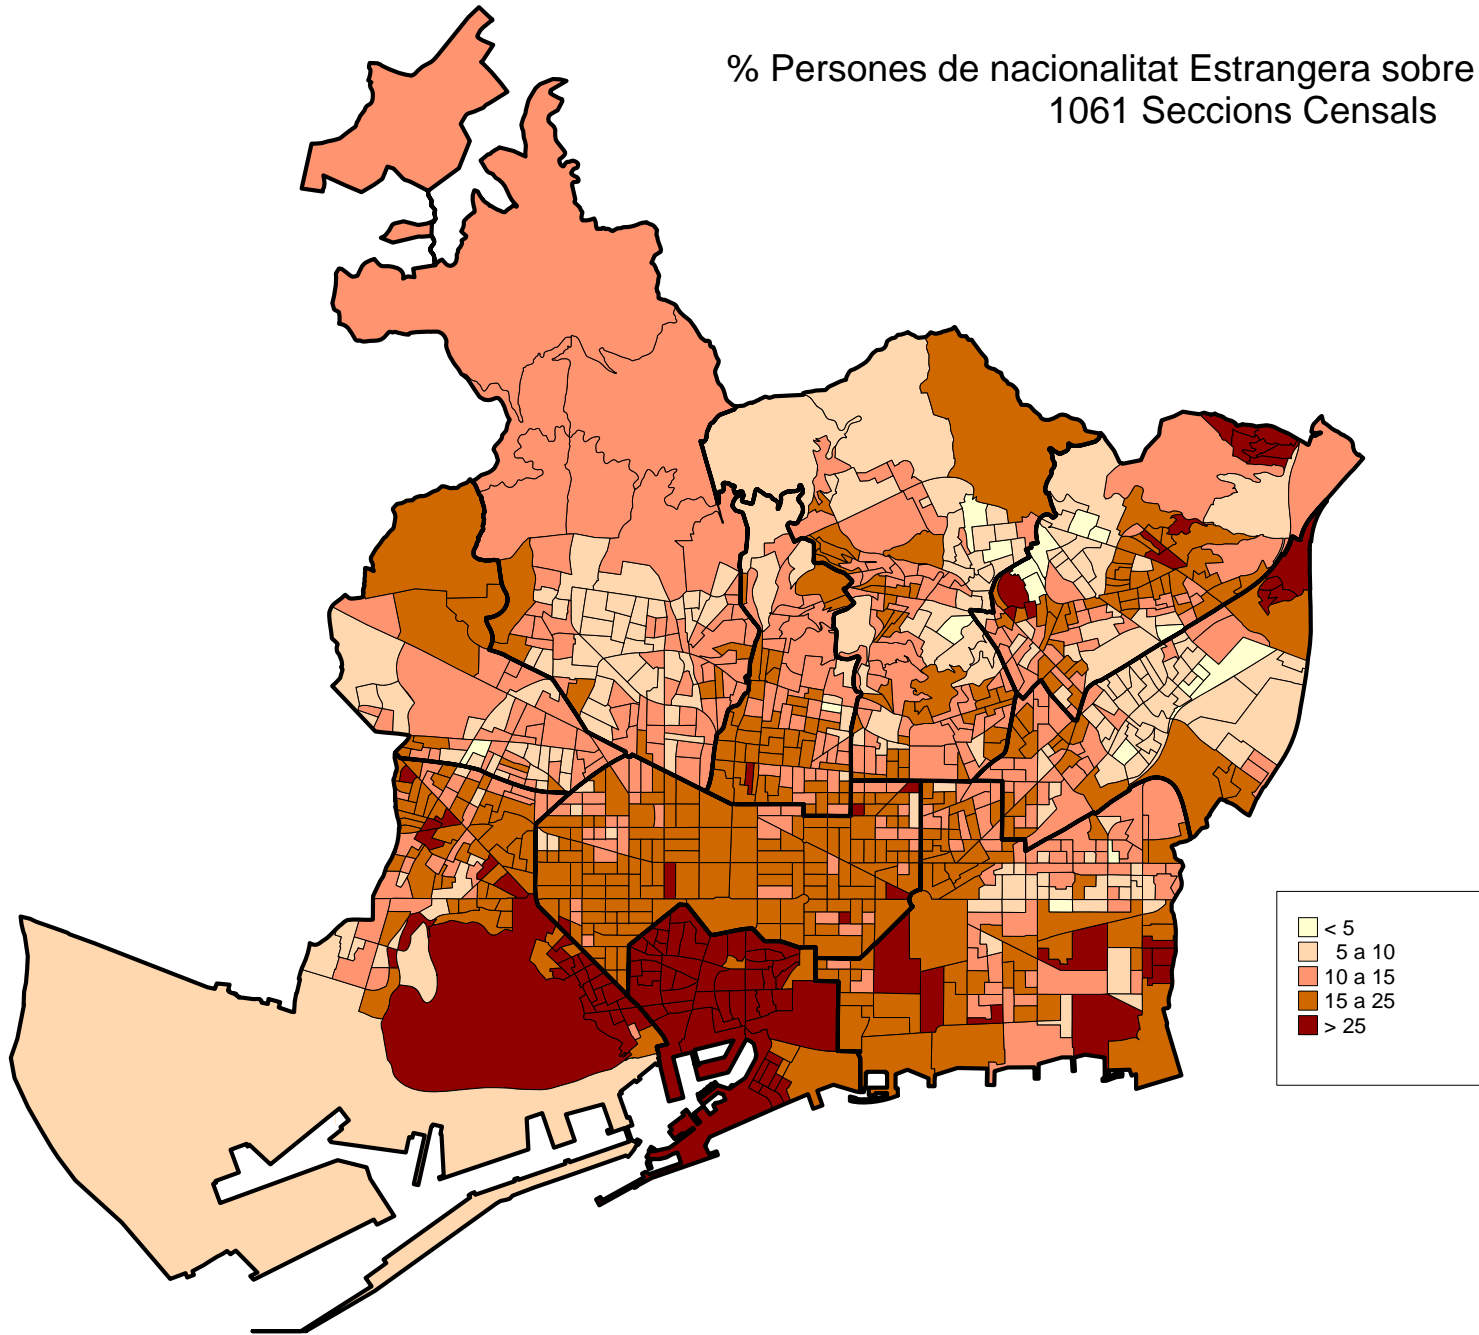 % Persones de nacionalitat Estrangera sobre
1061 Seccions Censals
< 5
5 a 10
10 a 15
15 a 25
> 25